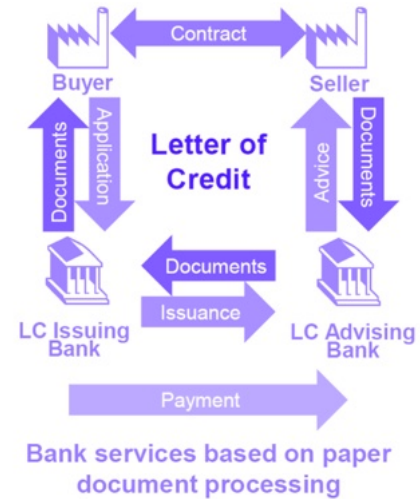 Contract
Buyer
Seller
Documents
Application
Letter of
Credit
Advice
Documents
Documents
Issuance
LC Issuing
Bank
LC Advising
Bank
Payment
Bank services based on paper
document processing